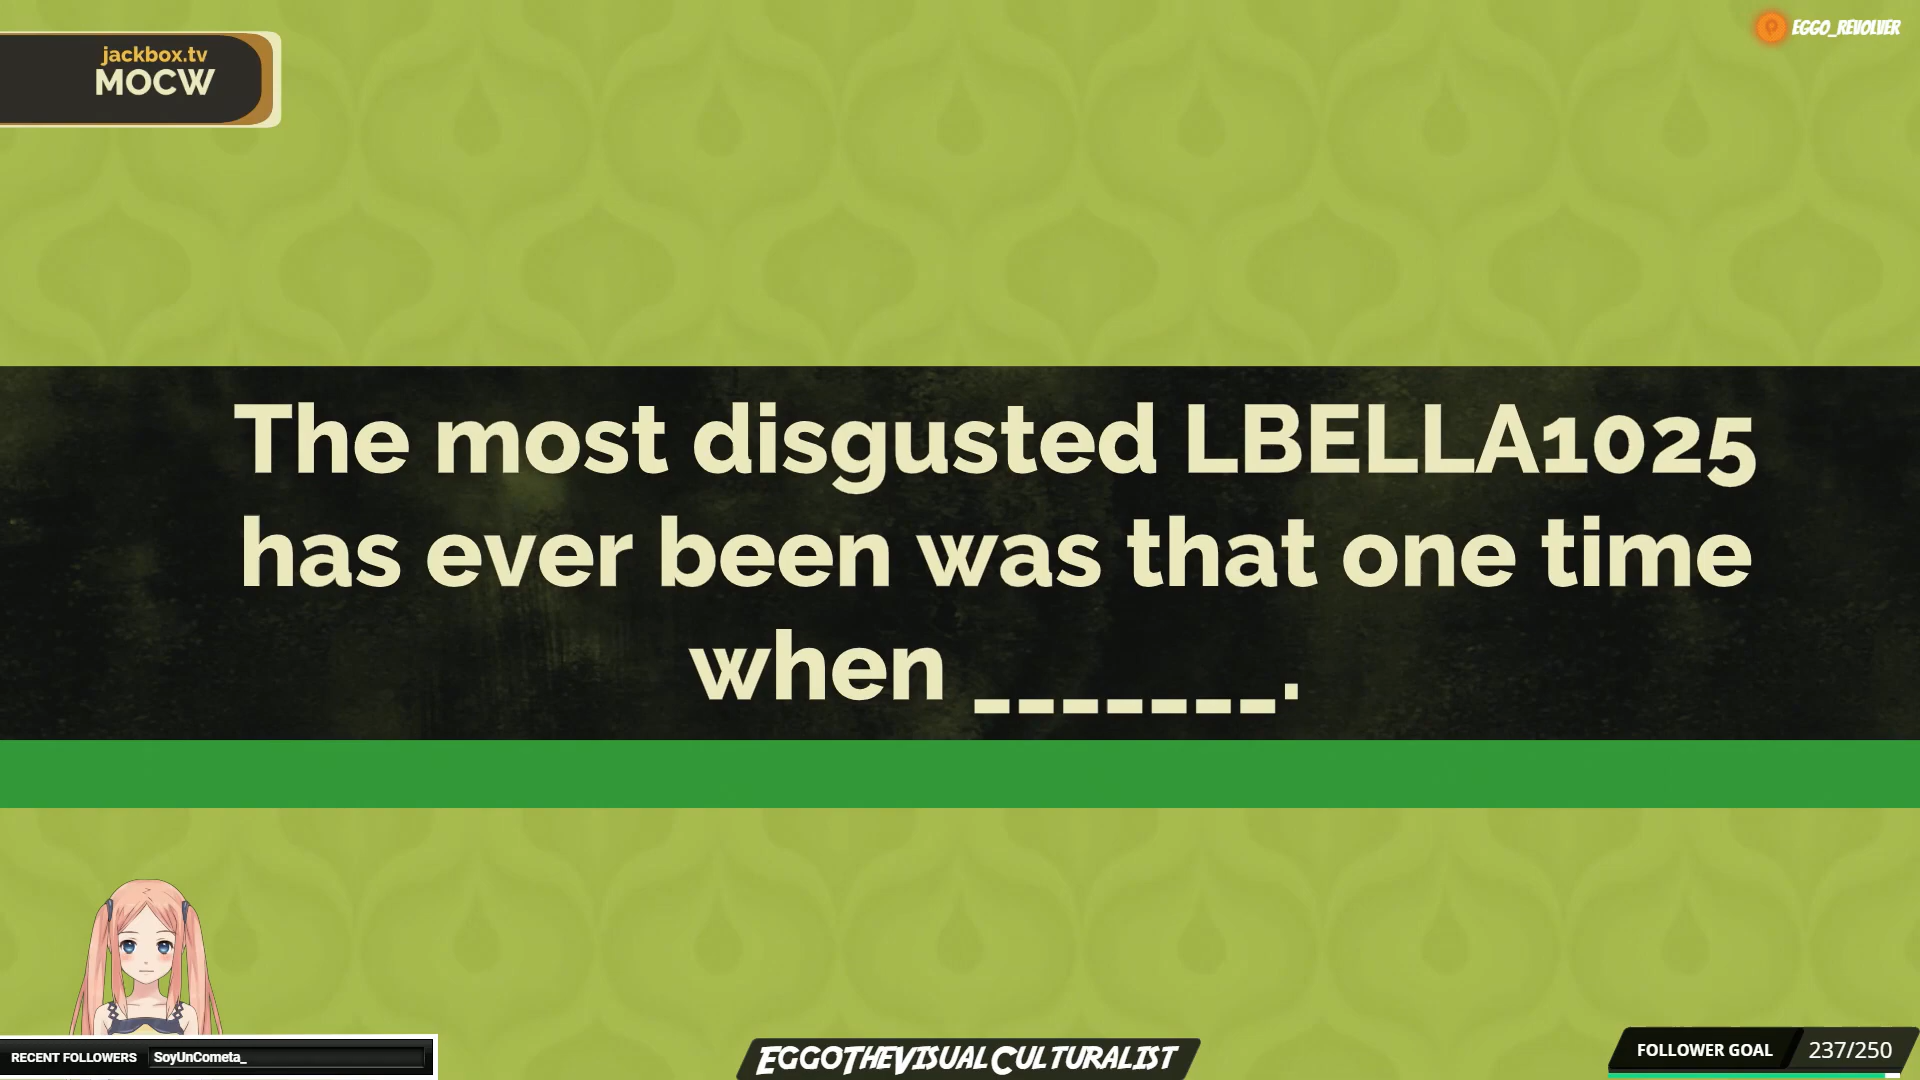 jackbox.tv
MOCW
EGGO_REVOLVER
The most disgusted LBELLA1025
has ever been was that one time
when _______.
RECENT FOLLOWERS SoyUnCometa_
EGGOTHEVISUALCULTURALIST
FOLLOWER GOAL 237/250